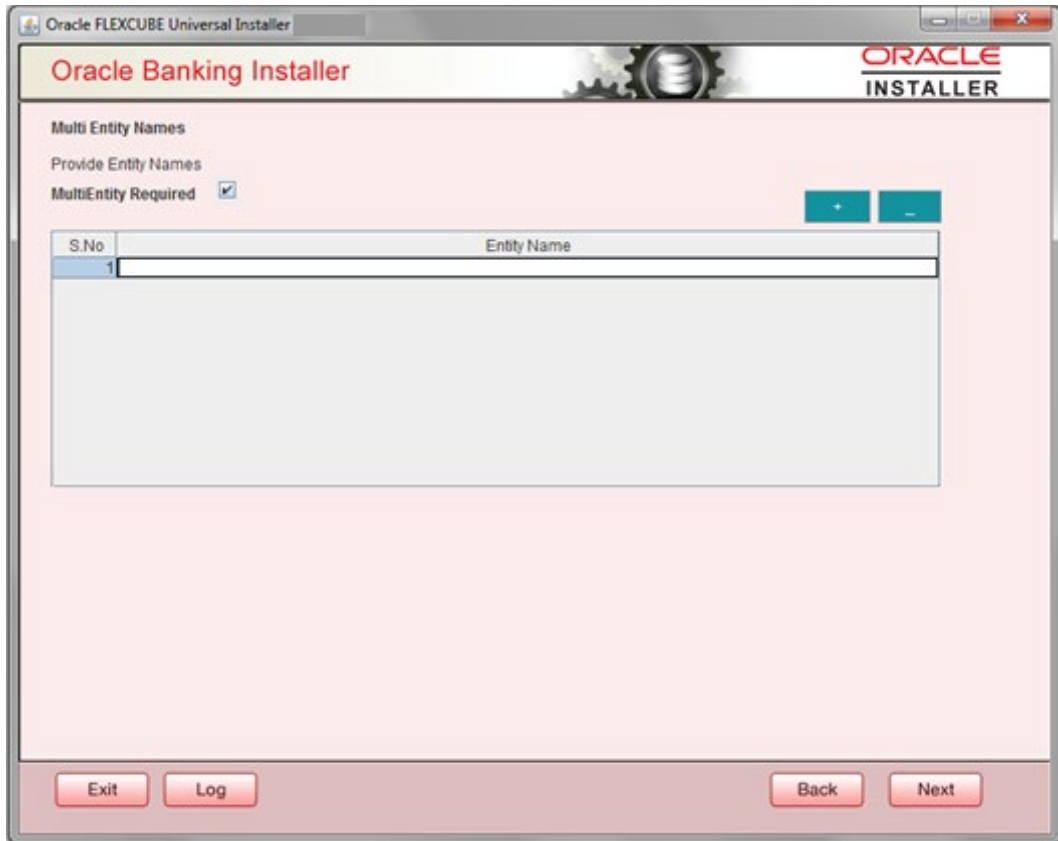 Oracle FLEXCUBE Universal Installer
Oracle Banking Installer
ORACLE
INSTALLER
Multi Entity Names
Provide Entity Names
MultiEntity Required
+ _
S.No Entity Name
1
Exit Log Back Next